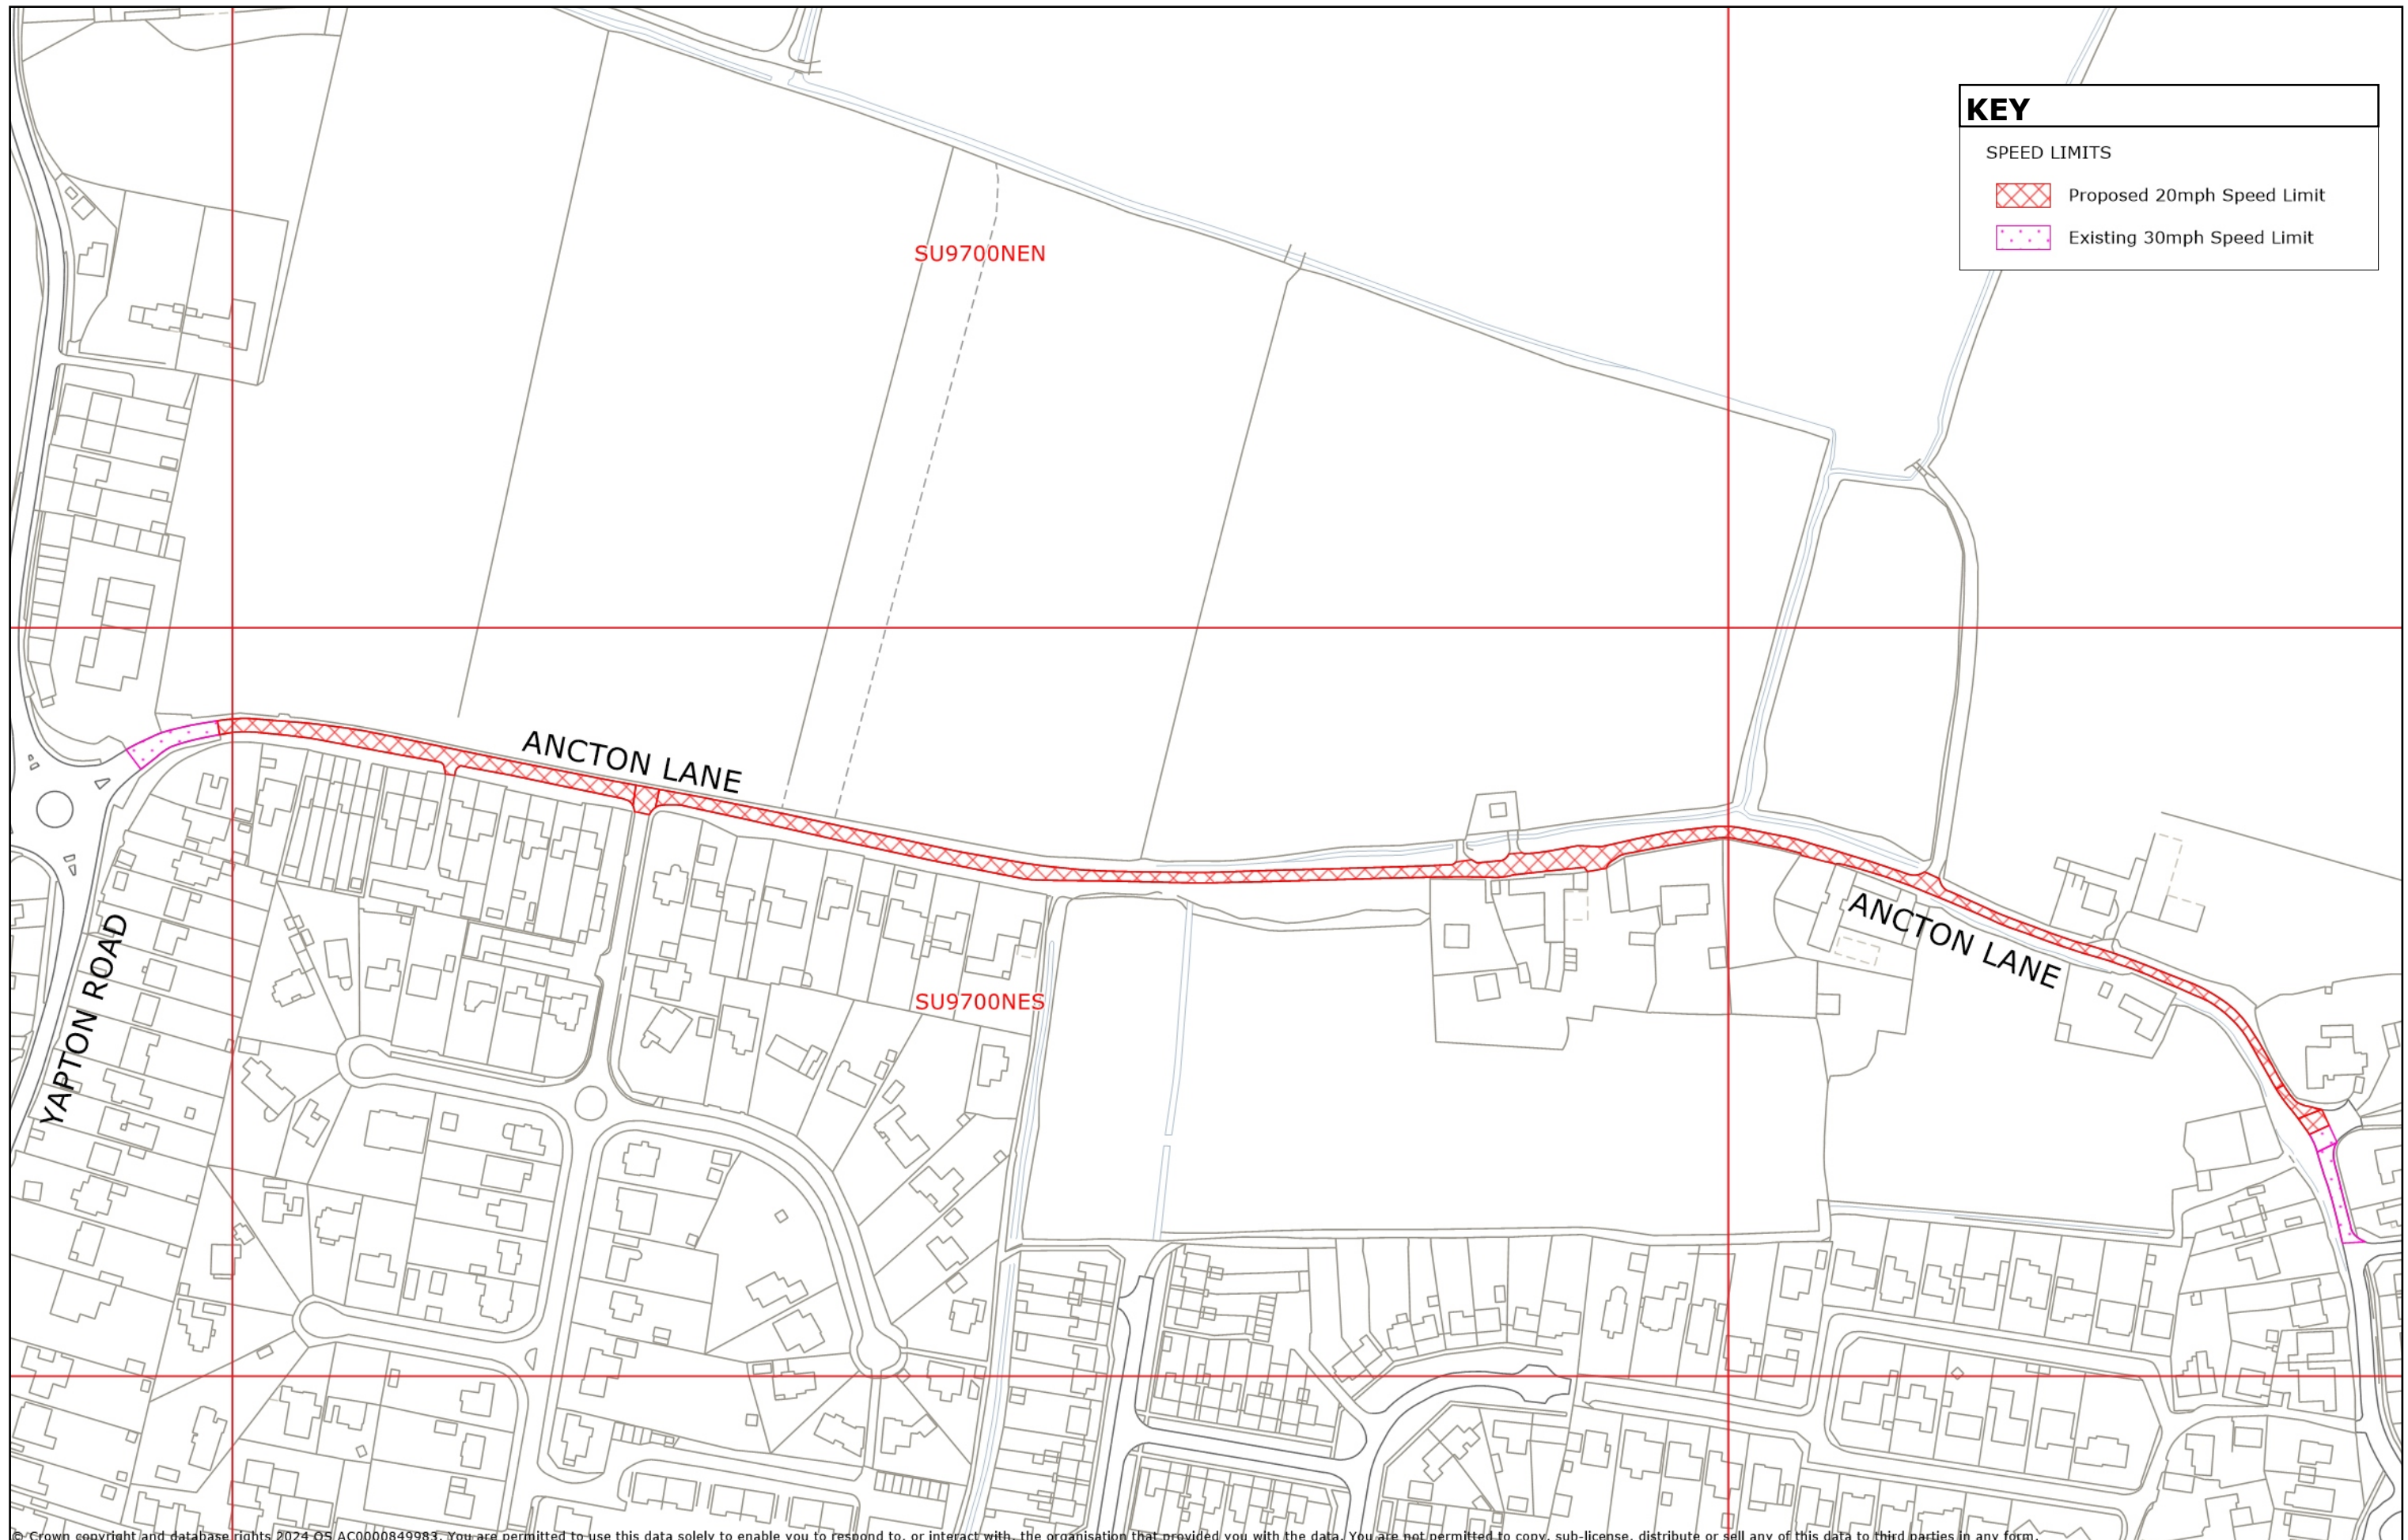 KEY
SPEED LIMITS
Proposed 20mph Speed Limit
Existing 30mph Speed Limit
SU9700NEN
ANCTON LANE
ANCTON LANE
YAPTON ROAD
SU9700NES
© Crown copyright and database rights 2024 OS AC0000849983. You are permitted to use this data solely to enable you to respond to, or interact with, the organisation that provided you with the data. You are not permitted to copy, sub-license, distribute or sell any of this data to third parties in any form.